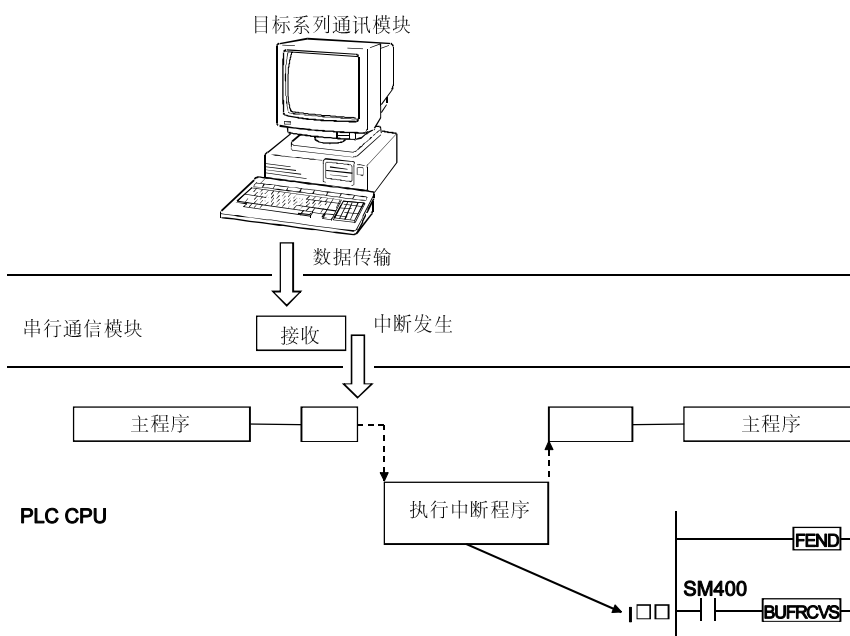 目标系列通讯模块
数据传输
串行通信模块
接收
中断发生
主程序
主程序
执行中断程序
PLC CPU
FEND
SM400
I□□
BUFRCVS